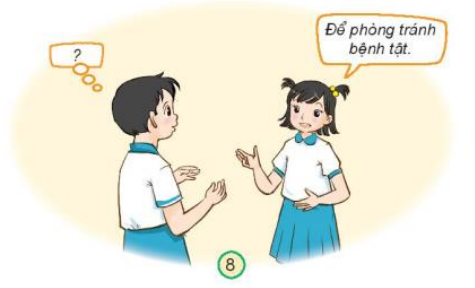 ?
Để phòng tránh
bệnh tật.
8